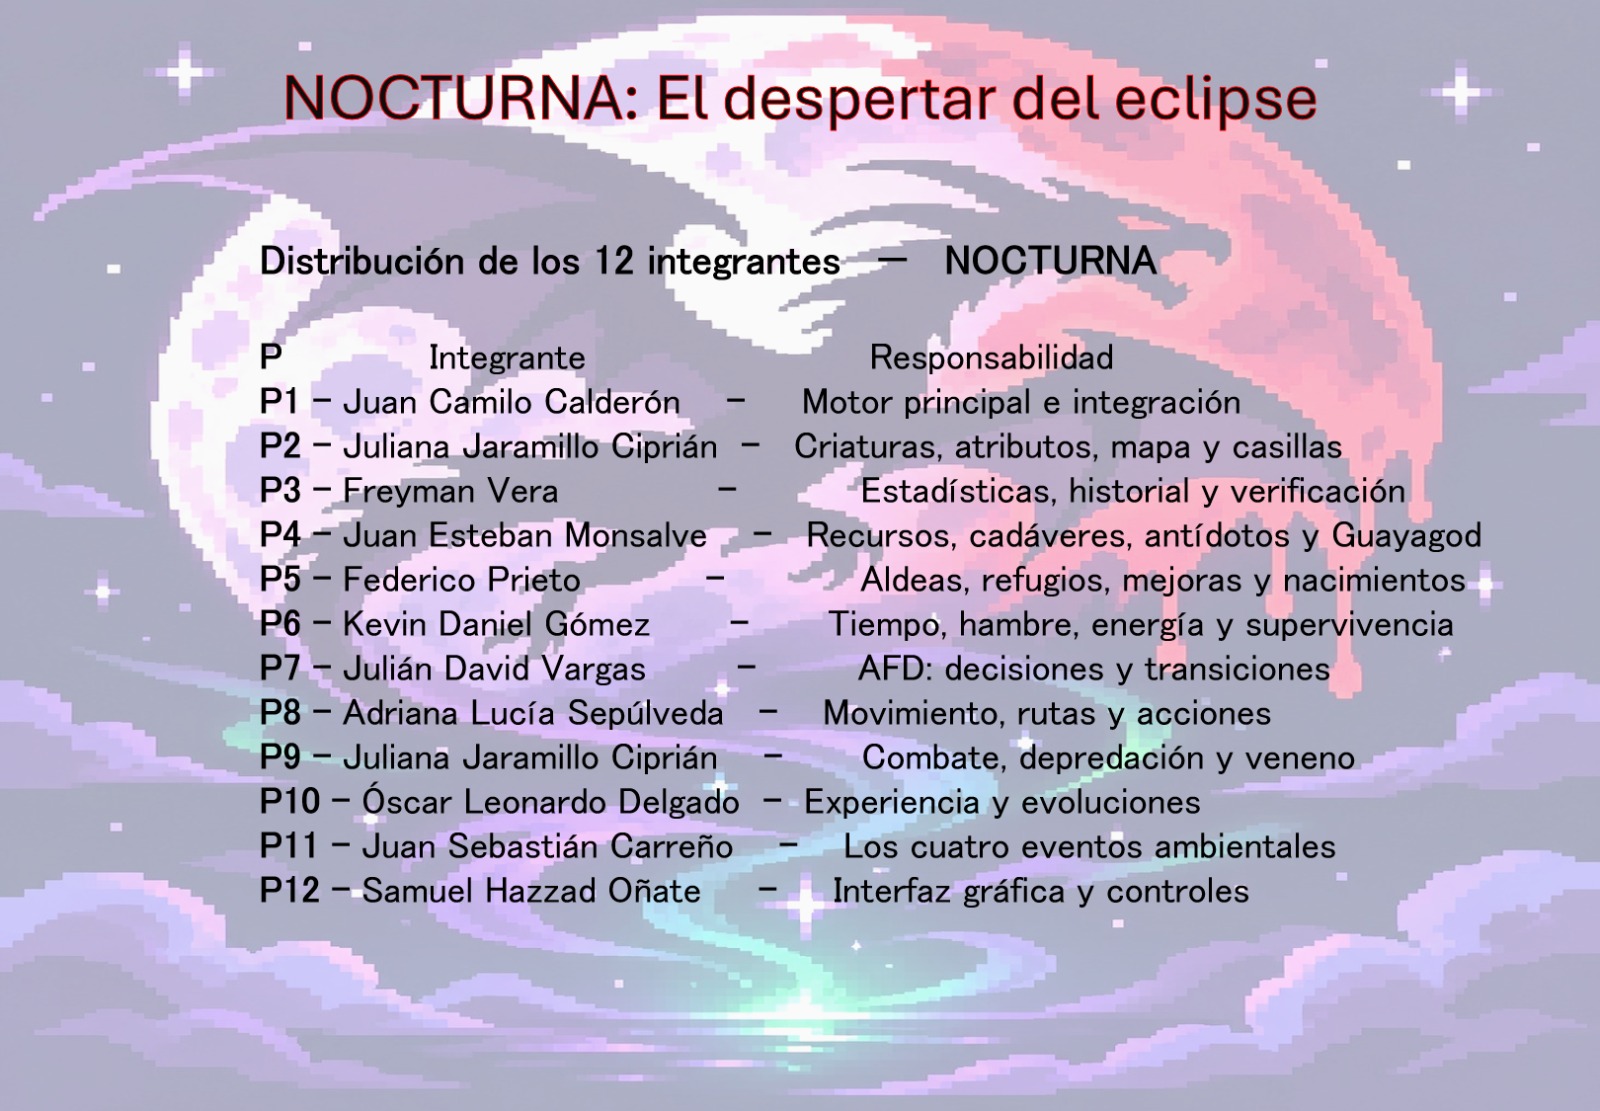 NOCTURNA: El despertar del eclipse
Distribución de los 12 integrantes — NOCTURNA
P Integrante Responsabilidad
P1 – Juan Camilo Calderón – Motor principal e integración
P2 – Juliana Jaramillo Ciprián – Criaturas, atributos, mapa y casillas
P3 – Freyman Vera – Estadísticas, historial y verificación
P4 – Juan Esteban Monsalve – Recursos, cadáveres, antídotos y Guayagod
P5 – Federico Prieto – Aldeas, refugios, mejoras y nacimientos
P6 – Kevin Daniel Gómez – Tiempo, hambre, energía y supervivencia
P7 – Julián David Vargas – AFD: decisiones y transiciones
P8 – Adriana Lucía Sepúlveda – Movimiento, rutas y acciones
P9 – Juliana Jaramillo Ciprián – Combate, depredación y veneno
P10 – Óscar Leonardo Delgado – Experiencia y evoluciones
P11 – Juan Sebastián Carreño – Los cuatro eventos ambientales
P12 – Samuel Hazzad Oñate – Interfaz gráfica y controles